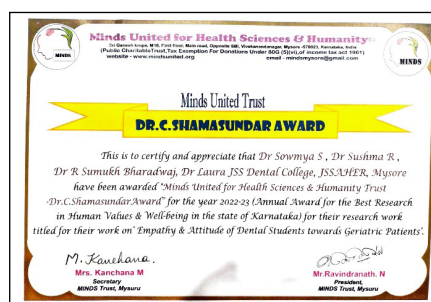 Minds United for Health Sciences & Humanity
Sri Ganesh krupa, M18, First floor, Main road, Opposite SBI, Vivekanandanagar, Mysore -570023, Karnataka, India
(Public CharitableTrust,Tax Exemption For Donations Under 80G (5)(vi),of income tax act 1961)
website - www.mindsunited.org email - mindsmysore@gmail.com
MINDS
MINDS
Minds United Trust
DR.C.SHAMASUNDAR AWARD
This is to certify and appreciate that Dr Sowmya S , Dr Sushma R ,
Dr R Sumukh Bharadwaj, Dr Laura JSS Dental College, JSSAHER, Mysore
have been awarded "Minds United for Health Sciences & Humanity Trust
-Dr.C.ShamasundarAward" for the year 2022-23 (Annual Award for the Best Research
in Human Values & Well-being in the state of Karnataka) for their research work
titled for their work on' Empathy & Attitude of Dental Students towards Geriatric Patients'.
M. Kanchana.
Mrs. Kanchana M
Secretary
MINDS Trust, Mysuru
Mr.Ravindranath. N
President,
MINDS Trust, Mysuru